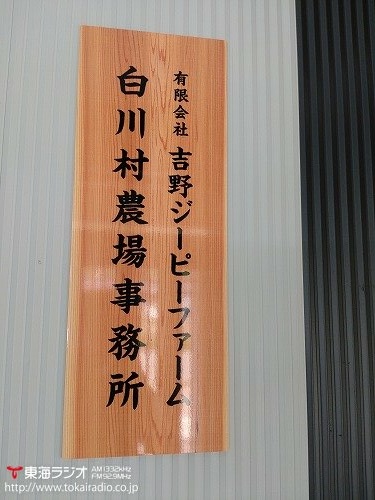 有限会社 吉野ジーピーファーム
白川村農場事務所
東海ラジオ AM1332kHz
FM92.9MHz
http://www.tokairadio.co.jp